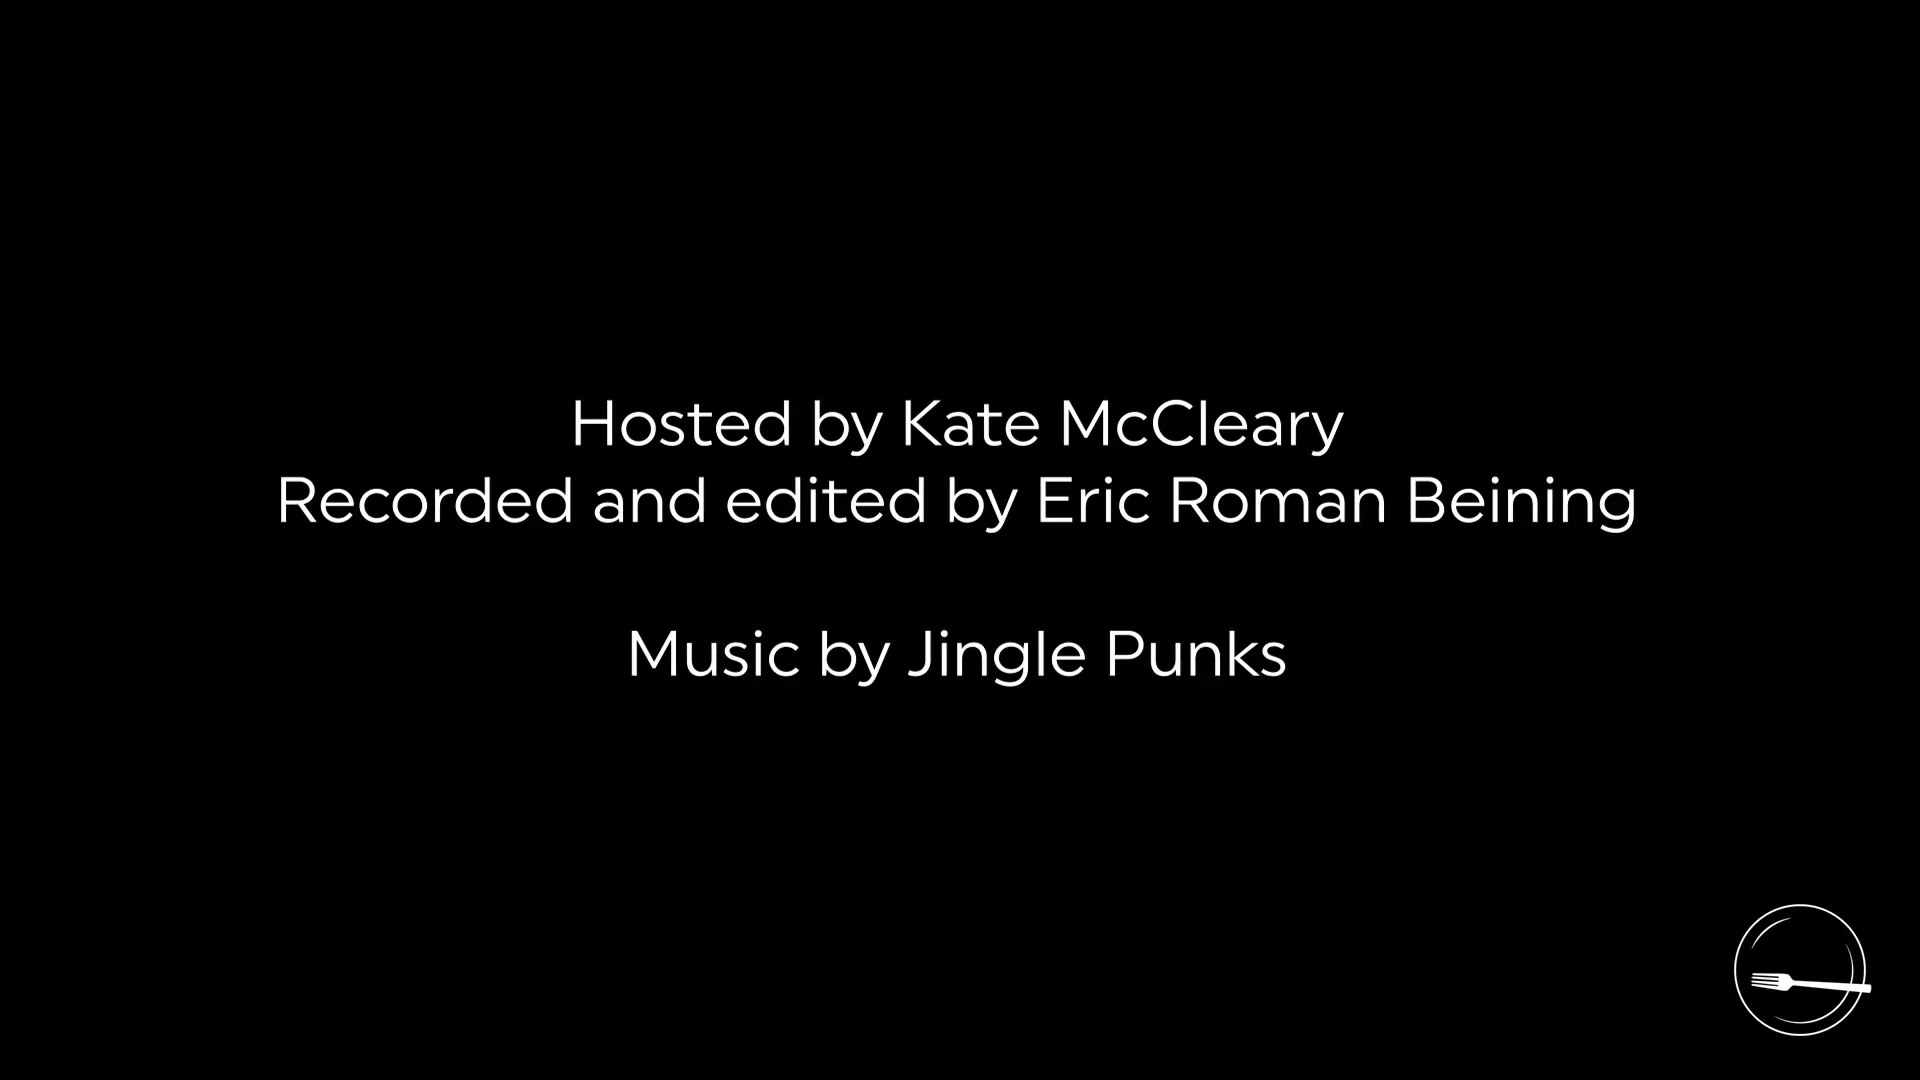 Hosted by Kate McCleary
Recorded and edited by Eric Roman Beining
Music by Jingle Punks